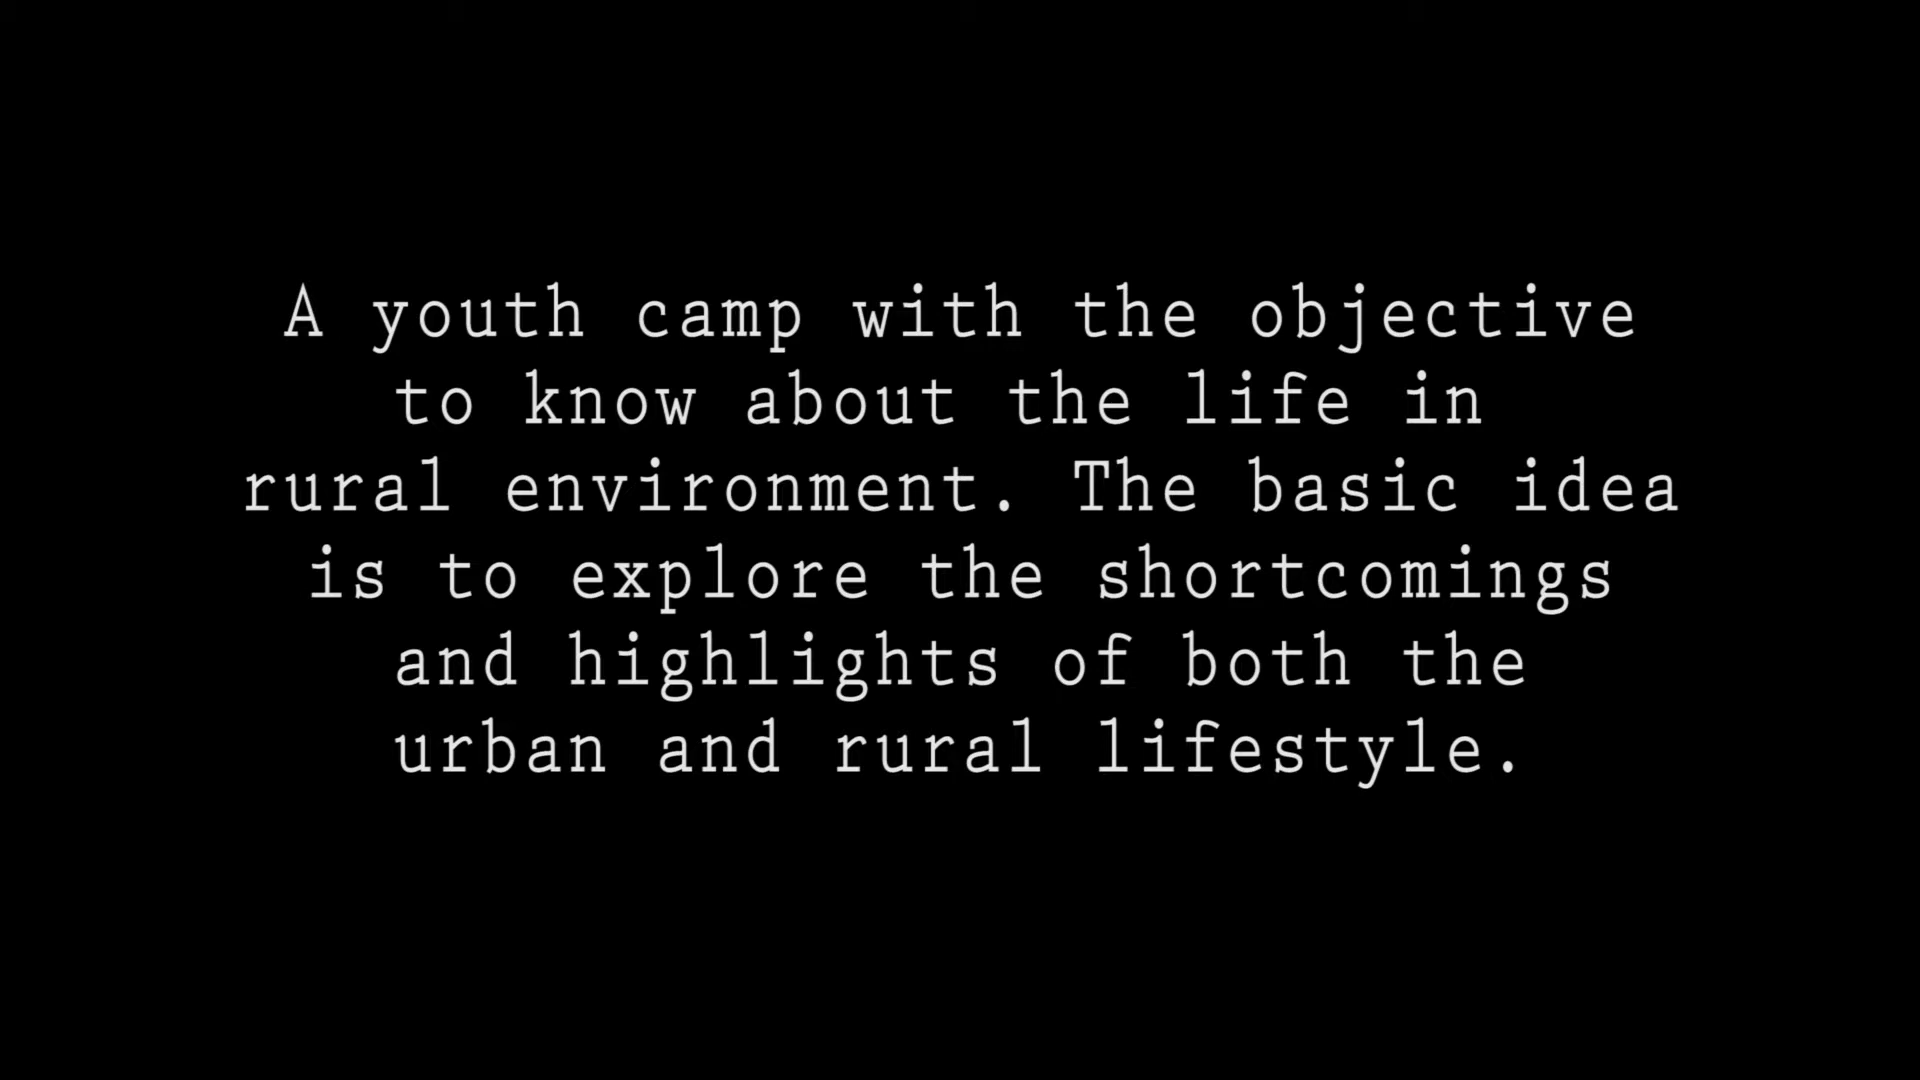 A youth camp with the objective
to know about the life in
rural environment. The basic idea
is to explore the shortcomings
and highlights of both the
urban and rural lifestyle.